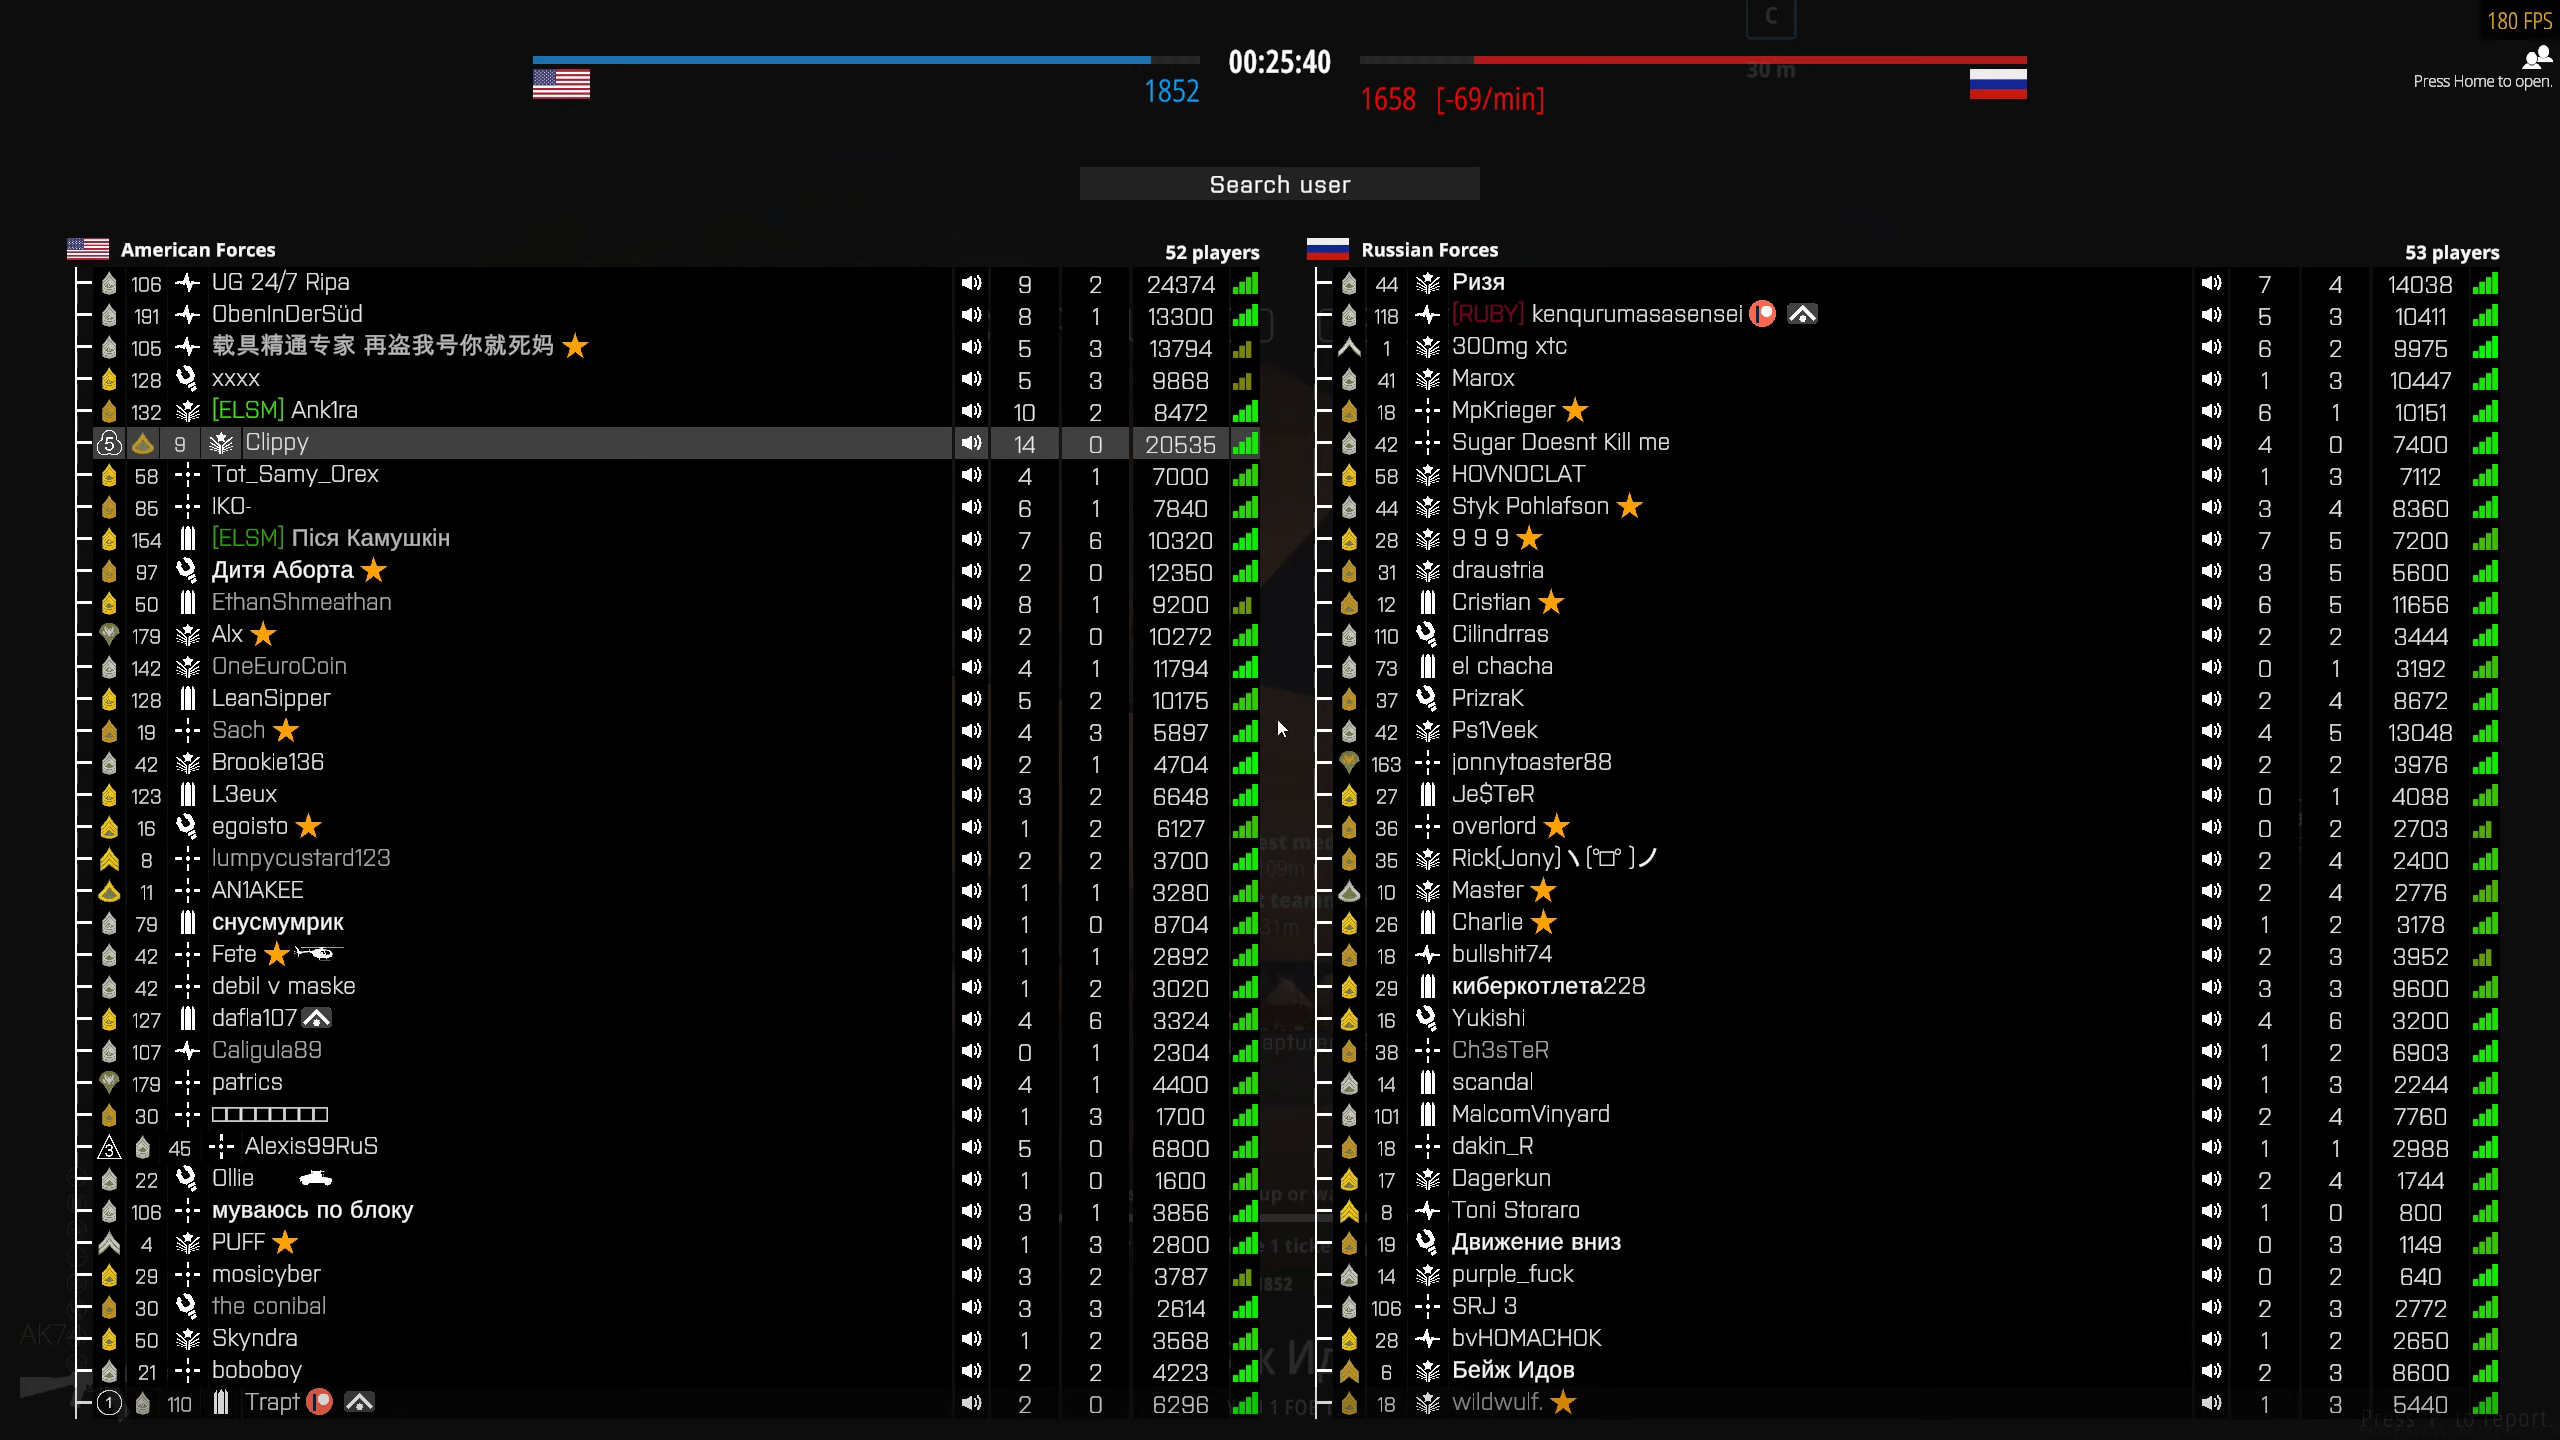 C
180 FPS
00:25:40
30 m
Press Home to open.
1852
1658 [-69/min]
Search user
American Forces 52 players
106 UG 24/7 Ripa 9 2 24374
191 ObenInDerSüd 8 1 13300
105 载具精通专家 再盗我号你就死妈 5 3 13794
128 xxxx 5 3 9868
132 [ELSM] Ank1ra 10 2 8472
5 9 Clippy 14 0 20535
58 Tot_Samy_Orex 4 1 7000
85 IKO- 6 1 7840
154 [ELSM] Піся Камушкін 7 6 10320
97 Дитя Аборта 2 0 12350
50 EthanShmeathan 8 1 9200
179 Alx 2 0 10272
142 OneEuroCoin 4 1 11794
128 LeanSipper 5 2 10175
19 Sach 4 3 5897
42 Brookie136 2 1 4704
123 L3eux 3 2 6648
16 egoisto 1 2 6127
8 lumpycustard123 2 2 3700
11 AN1AKEE 1 1 3280
79 снусмумрик 1 0 8704
42 Fete 1 1 2892
42 debil v maske 1 2 3020
127 dafla107 4 6 3324
107 Caligula89 0 1 2304
179 patrics 4 1 4400
30 □□□□□□□□ 1 3 1700
3 45 Alexis99RuS 5 0 6800
22 Ollie 1 0 1600
106 муваюсь по блоку 3 1 3856
4 PUFF 1 3 2800
29 mosicyber 3 2 3787
30 the conibal 3 3 2614
50 Skyndra 1 2 3568
21 boboboy 2 2 4223
1 110 Trapt 2 0 6296
Russian Forces 53 players
44 Ризя 7 4 14038
118 [RUBY] kenqurumasasensei 5 3 10411
1 300mg xtc 6 2 9975
41 Marox 1 3 10447
18 MpKrieger 6 1 10151
42 Sugar Doesnt Kill me 4 0 7400
58 HOVNOCLAT 1 3 7112
44 Styk Pohlafson 3 4 8360
28 9 9 9 7 5 7200
31 draustria 3 5 5600
12 Cristian 6 5 11656
110 Cilindrras 2 2 3444
73 el chacha 0 1 3192
37 PrizraK 2 4 8672
42 Ps1Veek 4 5 13048
163 jonnytoaster88 2 2 3976
27 Je$TeR 0 1 4088
36 overlord 0 2 2703
35 Rick(Jony)ヽ(°□° )ノ 2 4 2400
10 Master 2 4 2776
26 Charlie 1 2 3178
18 bullshit74 2 3 3952
29 киберкотлета228 3 3 9600
16 Yukishi 4 6 3200
38 Ch3sTeR 1 2 6903
14 scandal 1 3 2244
101 MalcomVinyard 2 4 7760
18 dakin_R 1 1 2988
17 Dagerkun 2 4 1744
8 Toni Storaro 1 0 800
19 Движение вниз 0 3 1149
14 purple_fuck 0 2 640
106 SRJ 3 2 3 2772
28 bvHOMACHOK 1 2 2650
6 Бейж Идов 2 3 8600
18 wildwulf. 1 3 5440